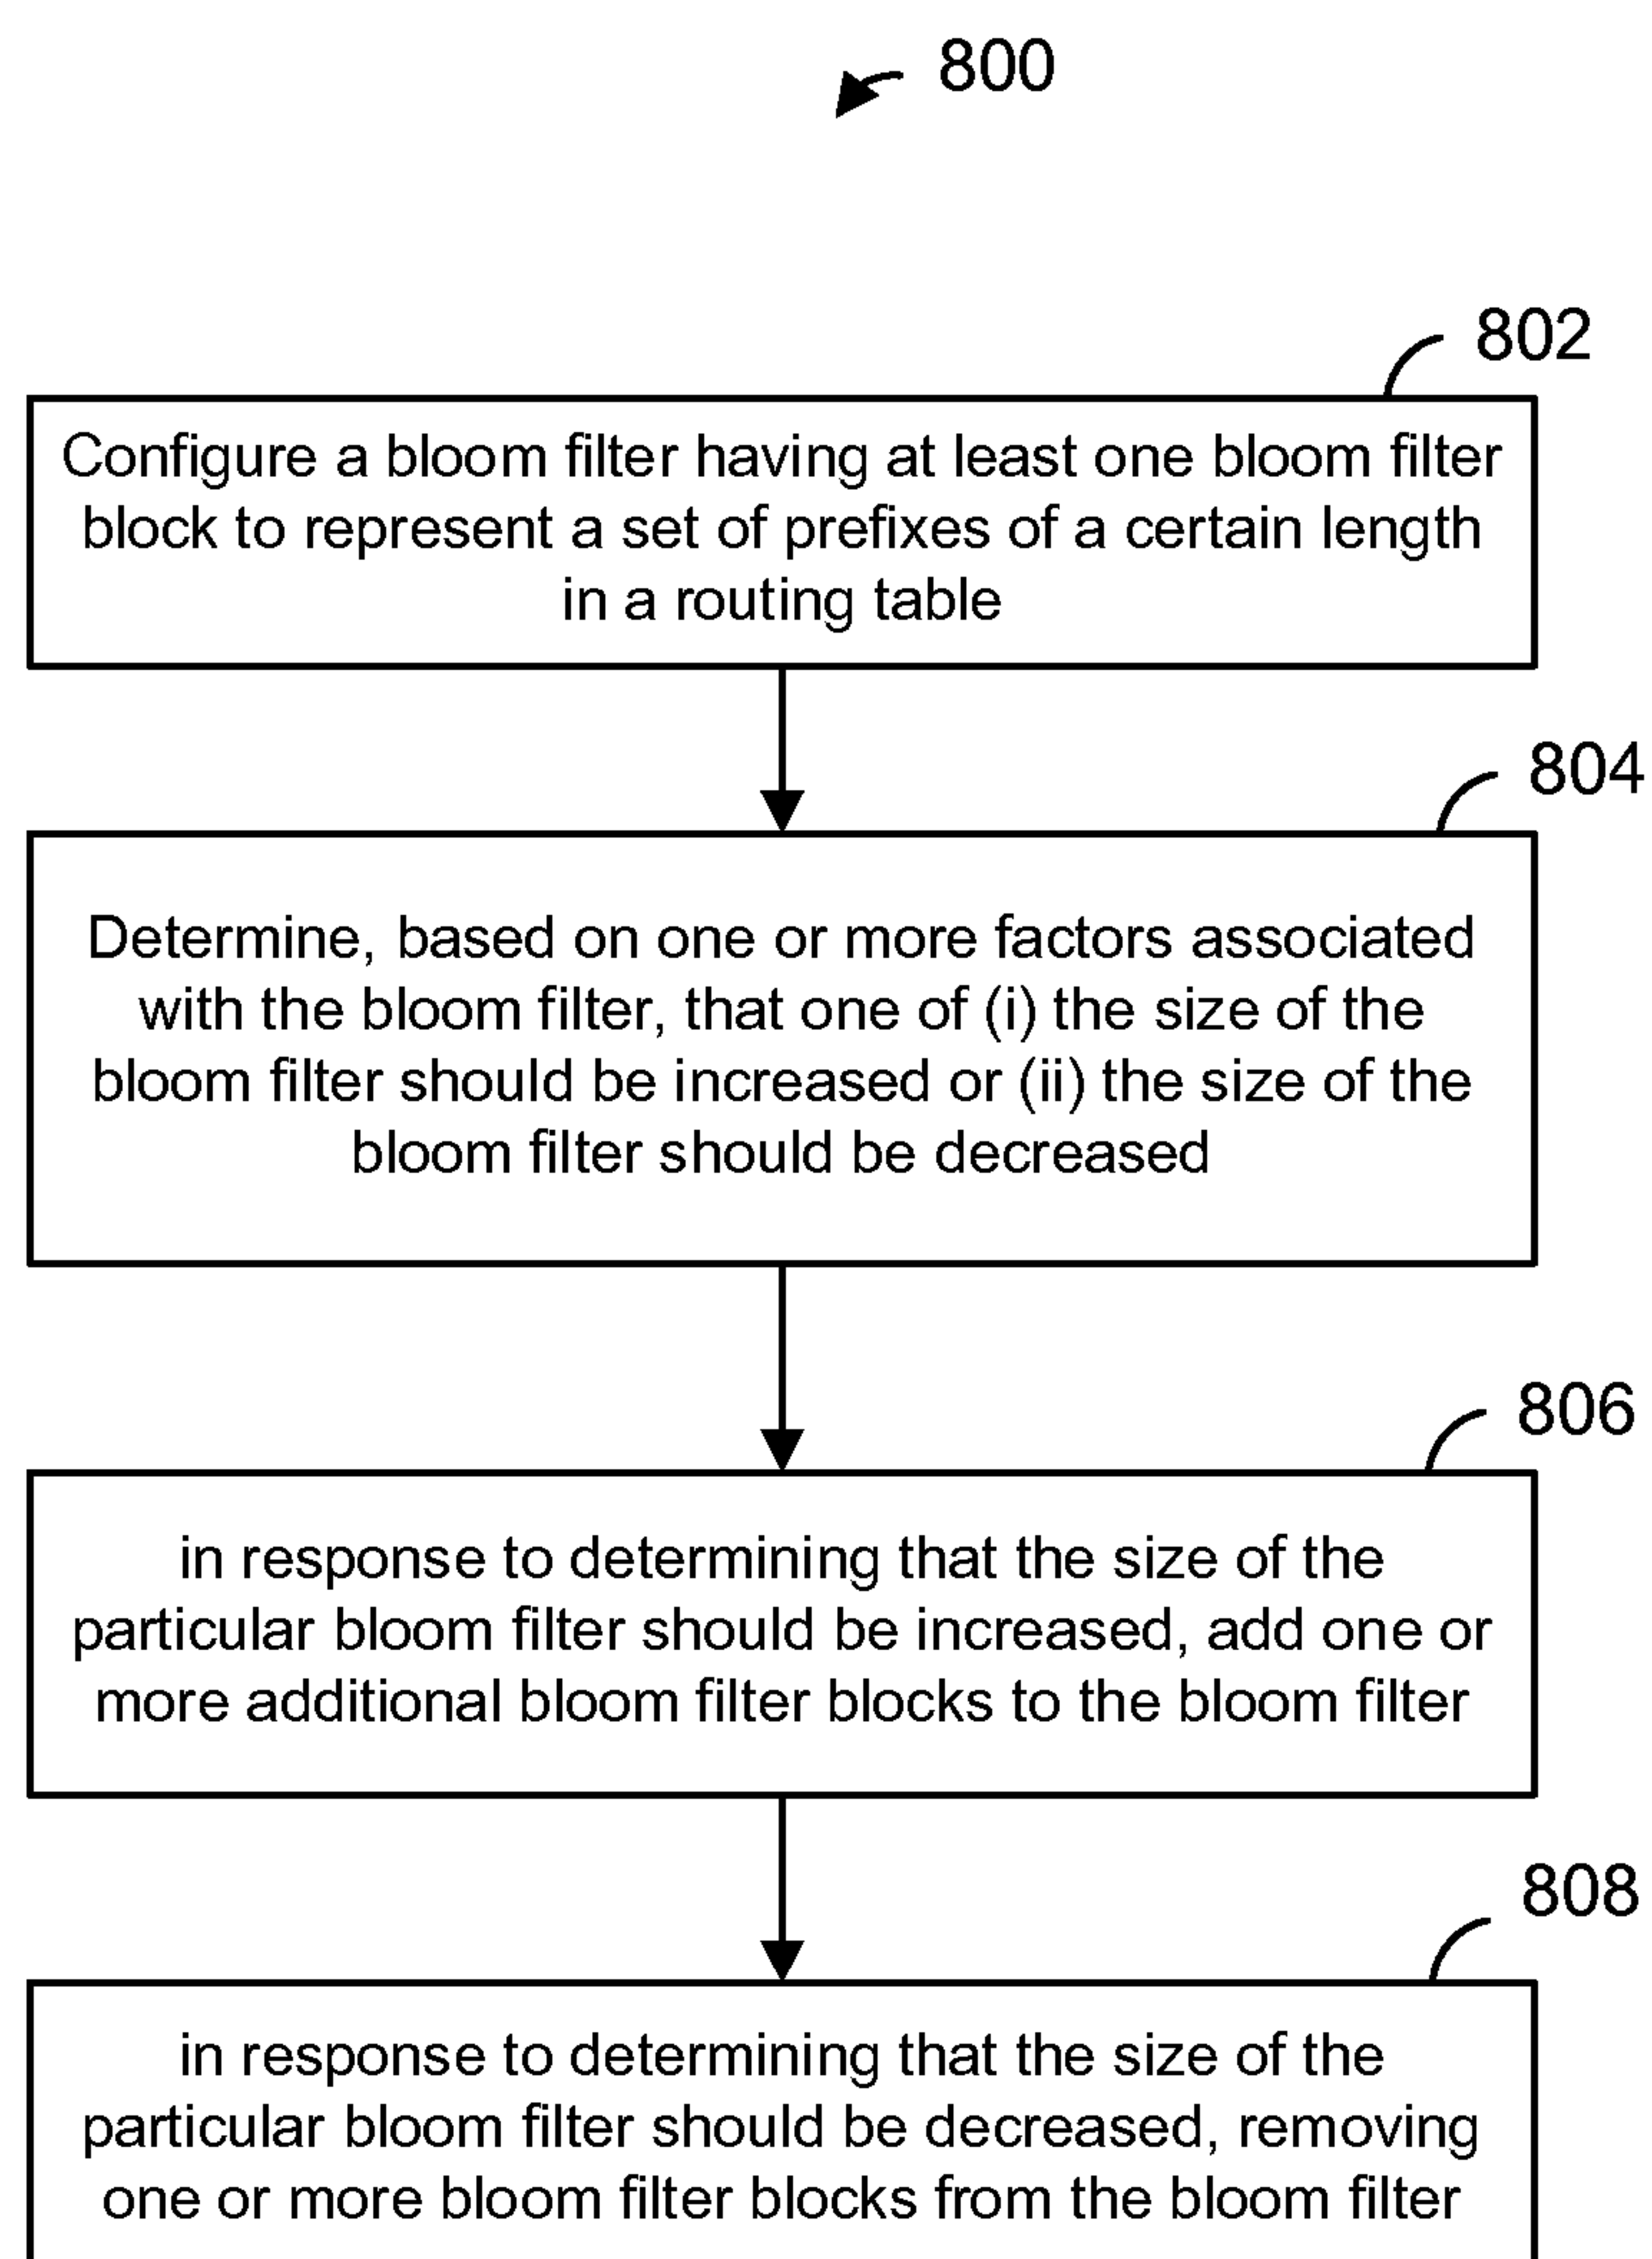 800
802
Configure a bloom filter having at least one bloom filter
block to represent a set of prefixes of a certain length
in a routing table
804
Determine, based on one or more factors associated
with the bloom filter, that one of (i) the size of the
bloom filter should be increased or (ii) the size of the
bloom filter should be decreased
806
in response to determining that the size of the
particular bloom filter should be increased, add one or
more additional bloom filter blocks to the bloom filter
808
in response to determining that the size of the
particular bloom filter should be decreased, removing
one or more bloom filter blocks from the bloom filter